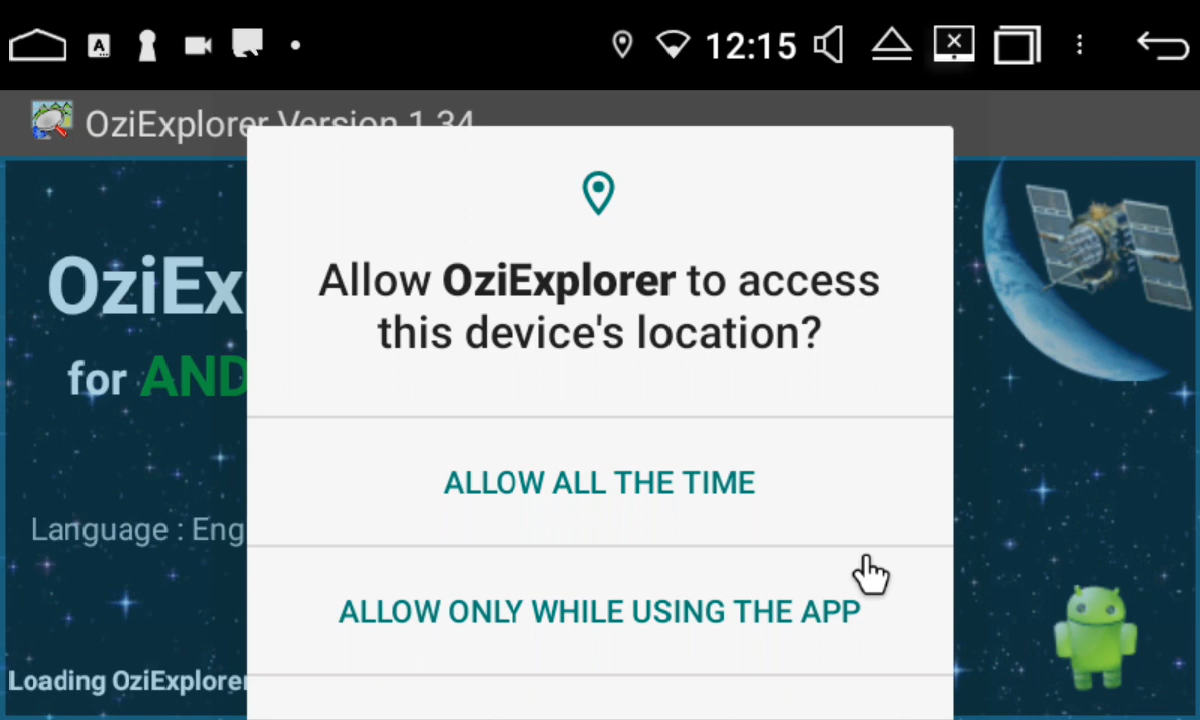 12:15
OziExplorer Version 1.34
Allow OziExplorer to access
this device's location?
OziEx
for AND
ALLOW ALL THE TIME
Language : Eng
ALLOW ONLY WHILE USING THE APP
Loading OziExplorer